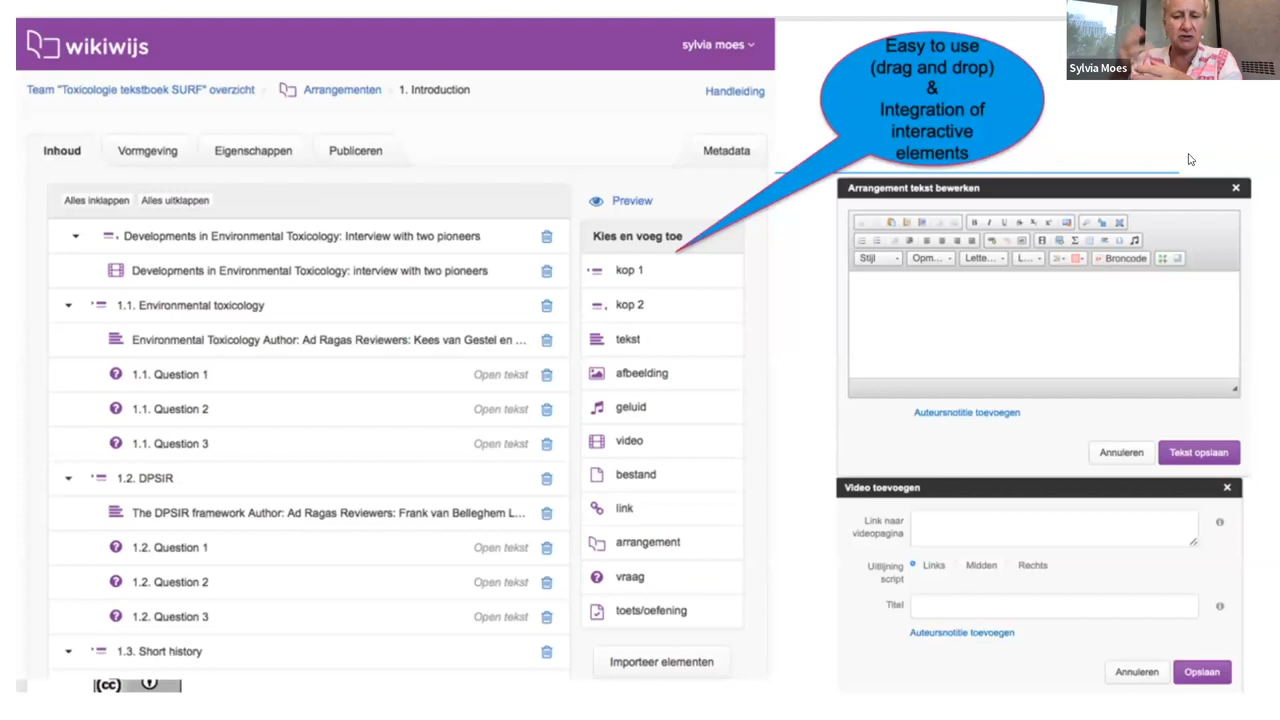 wikiwijs
sylvia moes
Team "Toxicologie tekstboek SURF" overzicht
Arrangementen
1. Introduction
Handleiding
Inhoud
Vormgeving
Eigenschappen
Publiceren
Metadata
Alles inklappen Alles uitklappen
Developments in Environmental Toxicology: Interview with two pioneers
Developments in Environmental Toxicology: interview with two pioneers
1.1. Environmental toxicology
Environmental Toxicology Author: Ad Ragas Reviewers: Kees van Gestel en ...
1.1. Question 1 Open tekst
1.1. Question 2 Open tekst
1.1. Question 3 Open tekst
1.2. DPSIR
The DPSIR framework Author: Ad Ragas Reviewers: Frank van Belleghem L...
1.2. Question 1 Open tekst
1.2. Question 2 Open tekst
1.2. Question 3 Open tekst
1.3. Short history
(cc)
Preview
Kies en voeg toe
kop 1
kop 2
tekst
afbeelding
geluid
video
bestand
link
arrangement
vraag
toets/oefening
Importeer elementen
Easy to use
(drag and drop)
&
Integration of
interactive
elements
Sylvia Moes
Arrangement tekst bewerken
Stijl Opm... Lette... L... Broncode
Auteursnotitie toevoegen
Annuleren Tekst opslaan
Video toevoegen
Link naar
videopagina
Uitlijning Links Midden Rechts
script
Titel
Auteursnotitie toevoegen
Annuleren Opslaan